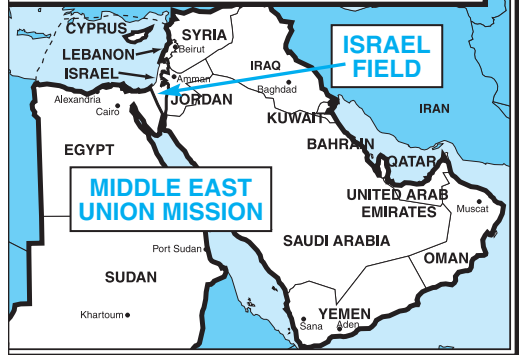 CYPRUS
SYRIA
Beirut
LEBANON
ISRAEL
IRAQ
ISRAEL
FIELD
Amman
Baghdad
Alexandria
JORDAN
Cairo
IRAN
KUWAIT
EGYPT
BAHRAIN
QATAR
MIDDLE EAST
UNION MISSION
UNITED ARAB
EMIRATES
Muscat
Port Sudan
SAUDI ARABIA
OMAN
SUDAN
Khartoum
YEMEN
Sana
Aden